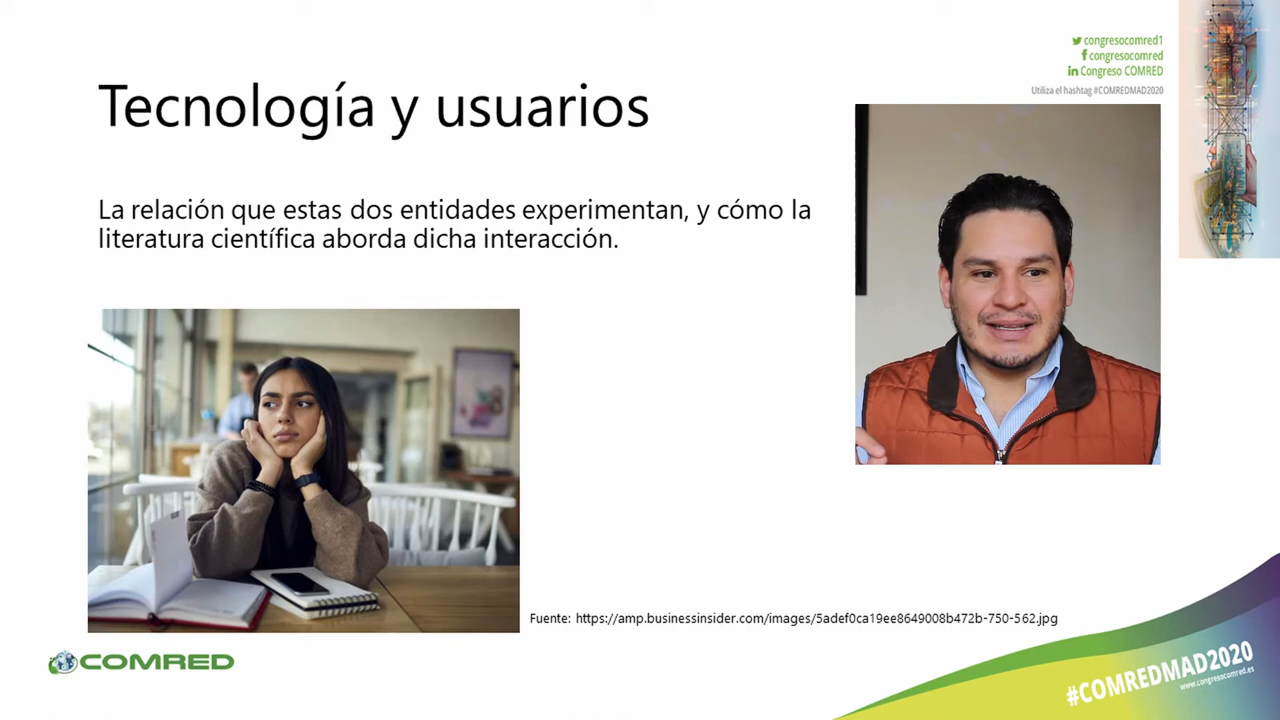 congresocomred1
congresocomred
Congreso COMRED
Utiliza el hashtag #COMREDMAD2020
Tecnología y usuarios
La relación que estas dos entidades experimentan, y cómo la
literatura científica aborda dicha interacción.
Fuente: https://amp.businessinsider.com/images/5adef0ca19ee8649008b472b-750-562.jpg
COMRED
#COMREDMAD2020
www.congresocomred.es